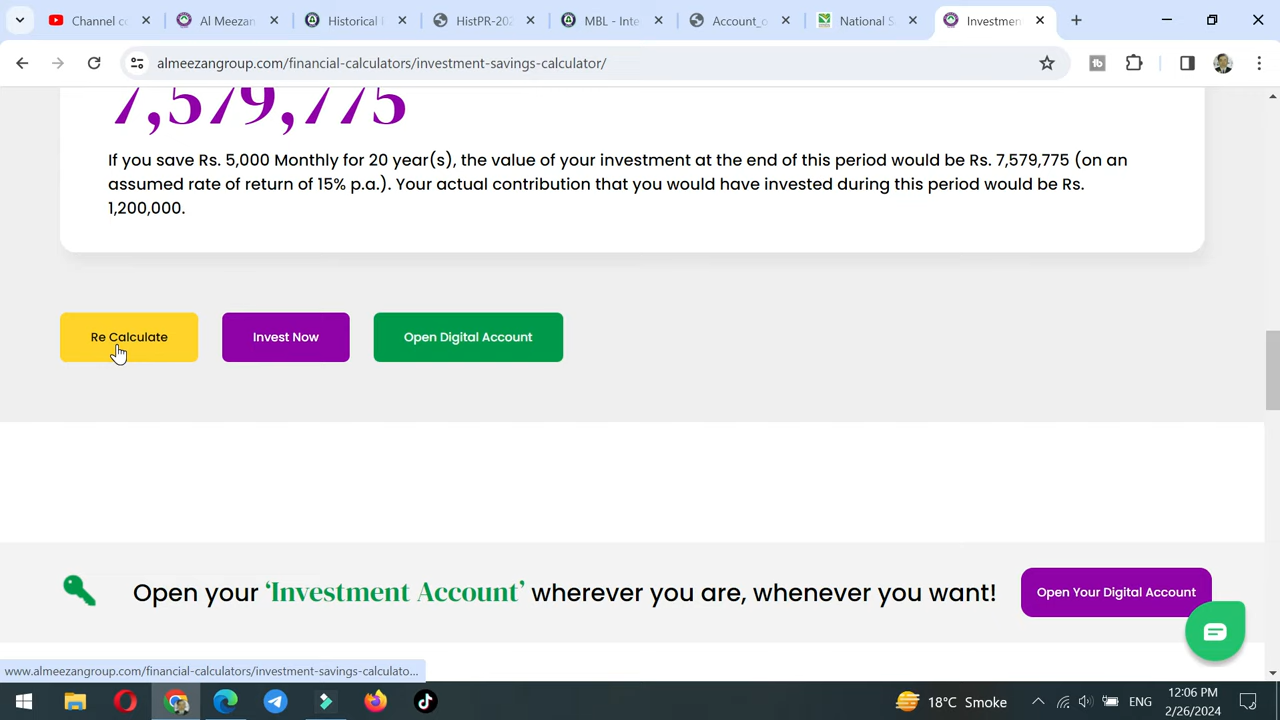 Channel co
Al Meezan
Historical
HistPR-202
MBL - Inte
Account_o
National S
Investmen
almeezangroup.com/financial-calculators/investment-savings-calculator/
tb
7,579,775
If you save Rs. 5,000 Monthly for 20 year(s), the value of your investment at the end of this period would be Rs. 7,579,775 (on an
assumed rate of return of 15% p.a.). Your actual contribution that you would have invested during this period would be Rs.
1,200,000.
Re Calculate
Invest Now
Open Digital Account
Open your ‘Investment Account’ wherever you are, whenever you want!
Open Your Digital Account
www.almeezangroup.com/financial-calculators/investment-savings-calculato...
18°C Smoke
ENG
12:06 PM
2/26/2024